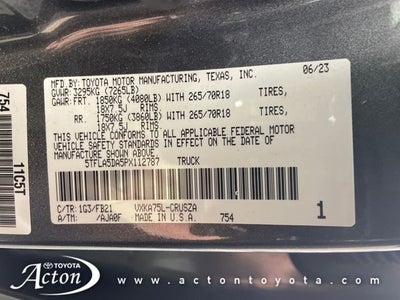 MFD.BY: TOYOTA MOTOR MANUFACTURING, TEXAS, INC.
GVWR: 3295KG (7265LB) 06/23
GAWR: FRT. 1850KG (4080LB) WITH 265/70R18 TIRES,
18X7.5J RIMS.
RR. 1750KG (3860LB) WITH 265/70R18 TIRES,
18X7.5J RIMS.
THIS VEHICLE CONFORMS TO ALL APPLICABLE FEDERAL MOTOR
VEHICLE SAFETY STANDARDS IN EFFECT ON THE DATE OF
MANUFACTURE SHOWN ABOVE.
5TFLA5DA5PX112787 TRUCK
C/TR: 1G3/FB21 VXKA75L-CRUSZA
A/TM: /AJA0F MADE IN U.S.A. 754
1
754
11C5T
TOYOTA
Acton
www.actontoyota.com